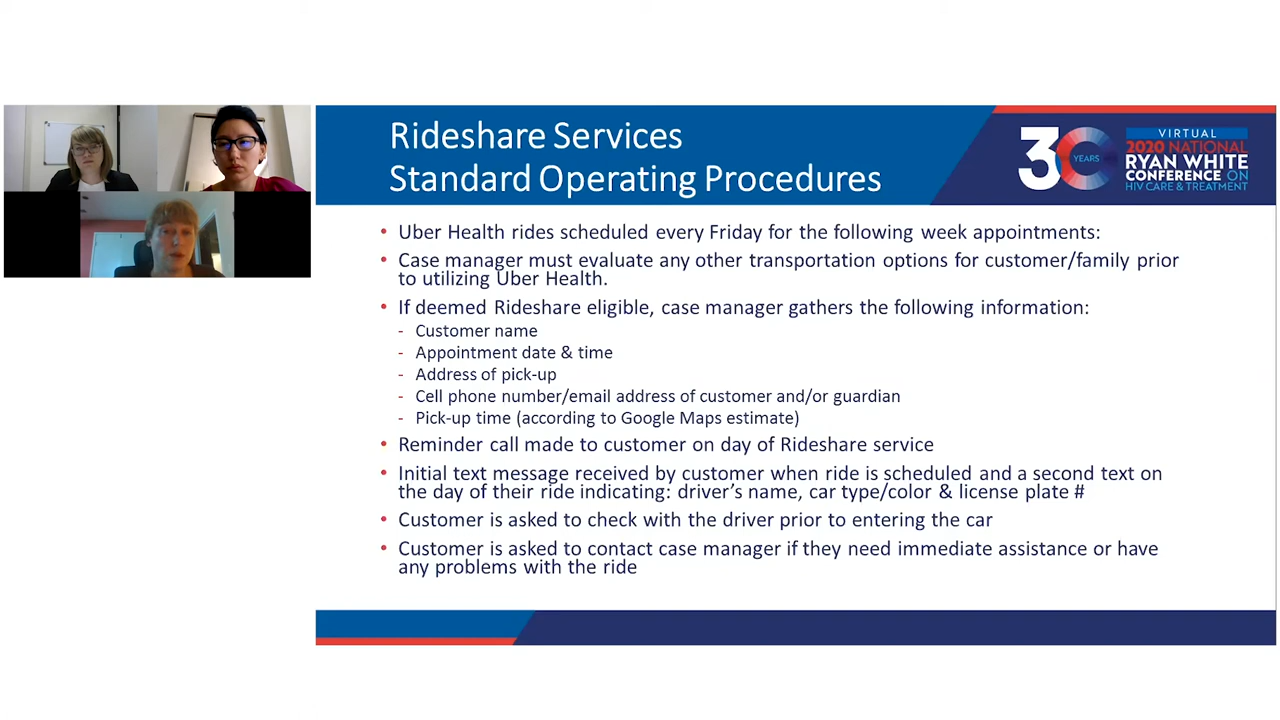 Rideshare Services
Standard Operating Procedures
30
YEARS
VIRTUAL
2020 NATIONAL
RYAN WHITE
CONFERENCE ON
HIV CARE & TREATMENT
• Uber Health rides scheduled every Friday for the following week appointments:
• Case manager must evaluate any other transportation options for customer/family prior
to utilizing Uber Health.
• If deemed Rideshare eligible, case manager gathers the following information:
- Customer name
- Appointment date & time
- Address of pick-up
- Cell phone number/email address of customer and/or guardian
- Pick-up time (according to Google Maps estimate)
• Reminder call made to customer on day of Rideshare service
• Initial text message received by customer when ride is scheduled and a second text on
the day of their ride indicating: driver’s name, car type/color & license plate #
• Customer is asked to check with the driver prior to entering the car
• Customer is asked to contact case manager if they need immediate assistance or have
any problems with the ride